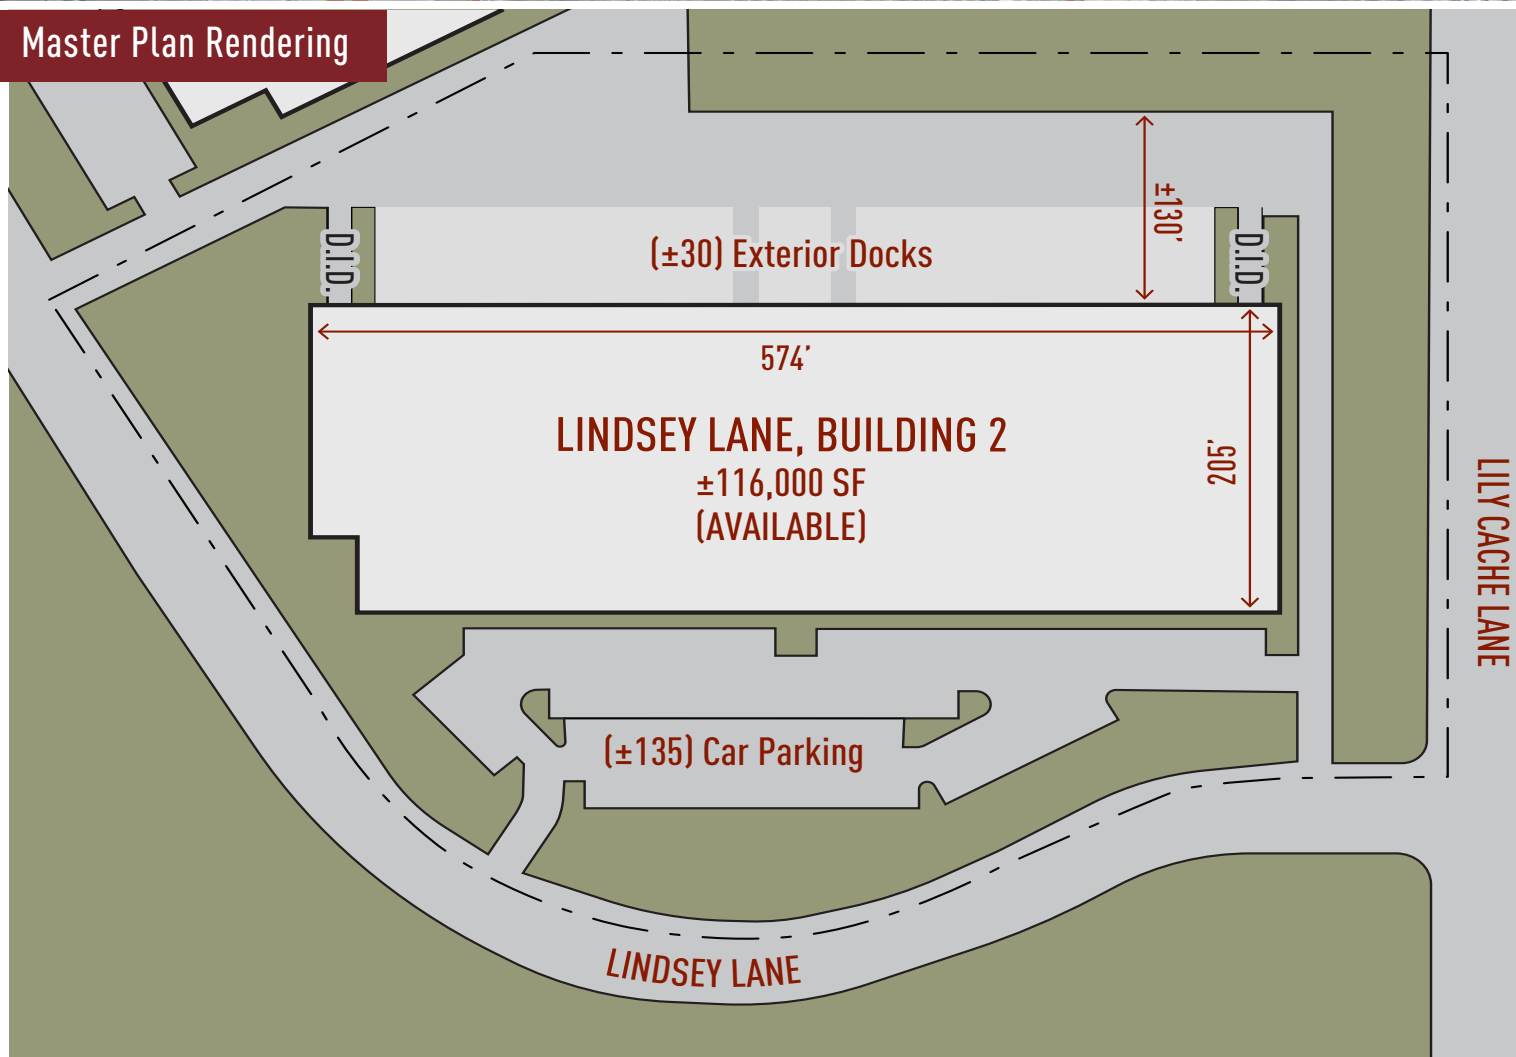 Master Plan Rendering
±130'
D.I.D.
(±30) Exterior Docks
D.I.D.
574'
LINDSEY LANE, BUILDING 2
±116,000 SF
(AVAILABLE)
205'
LILY CACHE LANE
(±135) Car Parking
LINDSEY LANE